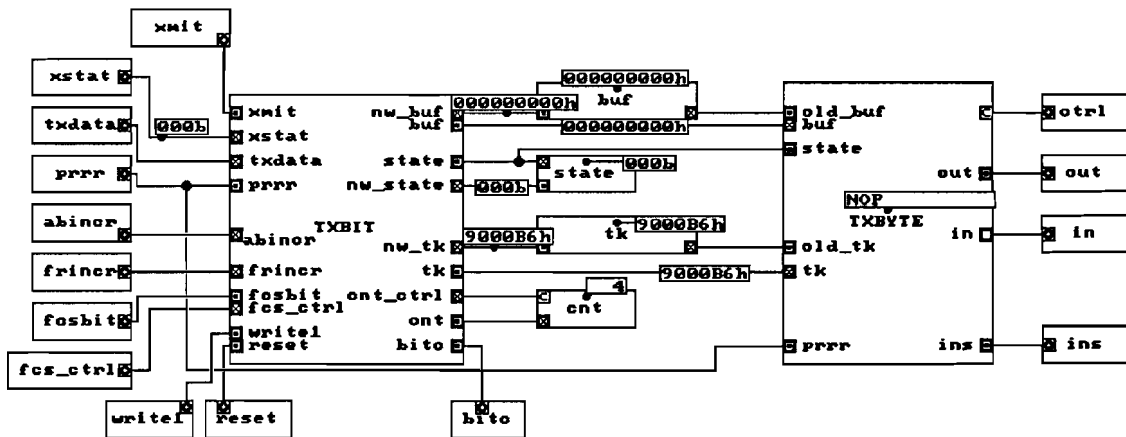 xmit
xstat
txdata
prrr
abincr
frincr
fcsbit
fcs_ctrl
write1
reset
bito
xmit
xstat
000b
txdata
prrr
abincr
TXBIT
frincr
fcsbit
fcs_ctrl
write1
reset
nw_buf
buf
state
nw_state
nw_tk
tk
cnt_ctrl
cnt
bito
000000000h
buf
000000000h
000000000h
000b
state
000b
9000B6h
tk
9000B6h
9000B6h
4
C
cnt
old_buf
C
buf
state
out
NOP
TXBYTE
in
old_tk
tk
prrr
ins
ctrl
out
in
ins